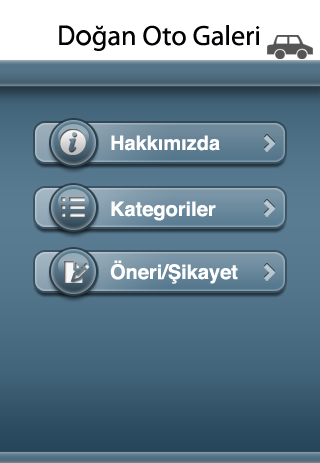 Doğan Oto Galeri
Hakkımızda
Kategoriler
Öneri/Şikayet